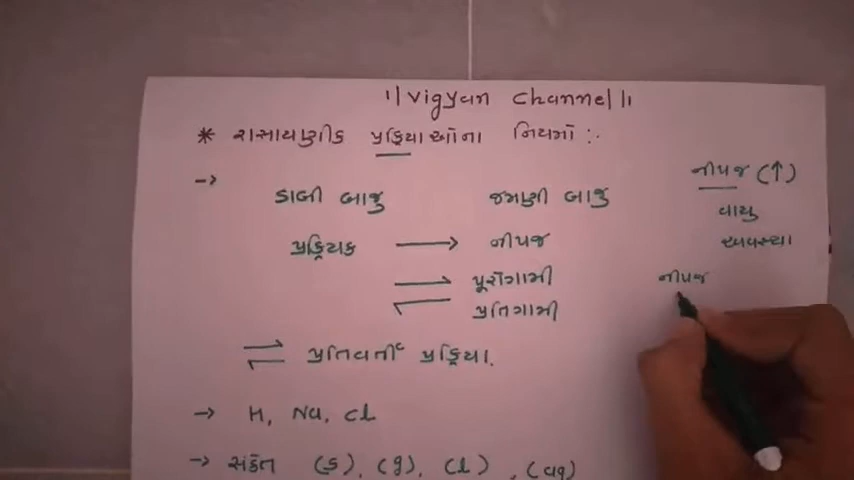 ॥ Vigyan Channel ॥
* રાસાયણીક પ્રક્રિયાઓના નિયમો :-
→ ડાબી બાજુ જમણી બાજુ
પ્રક્રિયક → નીપજ
⇌ પૂરોગામી
પ્રતિગામી
⇌ પ્રતિવર્તી પ્રક્રિયા.
→ H, Na, Cl
→ સંકેત (s), (g), (l), (aq)
નીપજ (↑)
વાયુ
અવસ્થા
નીપજ